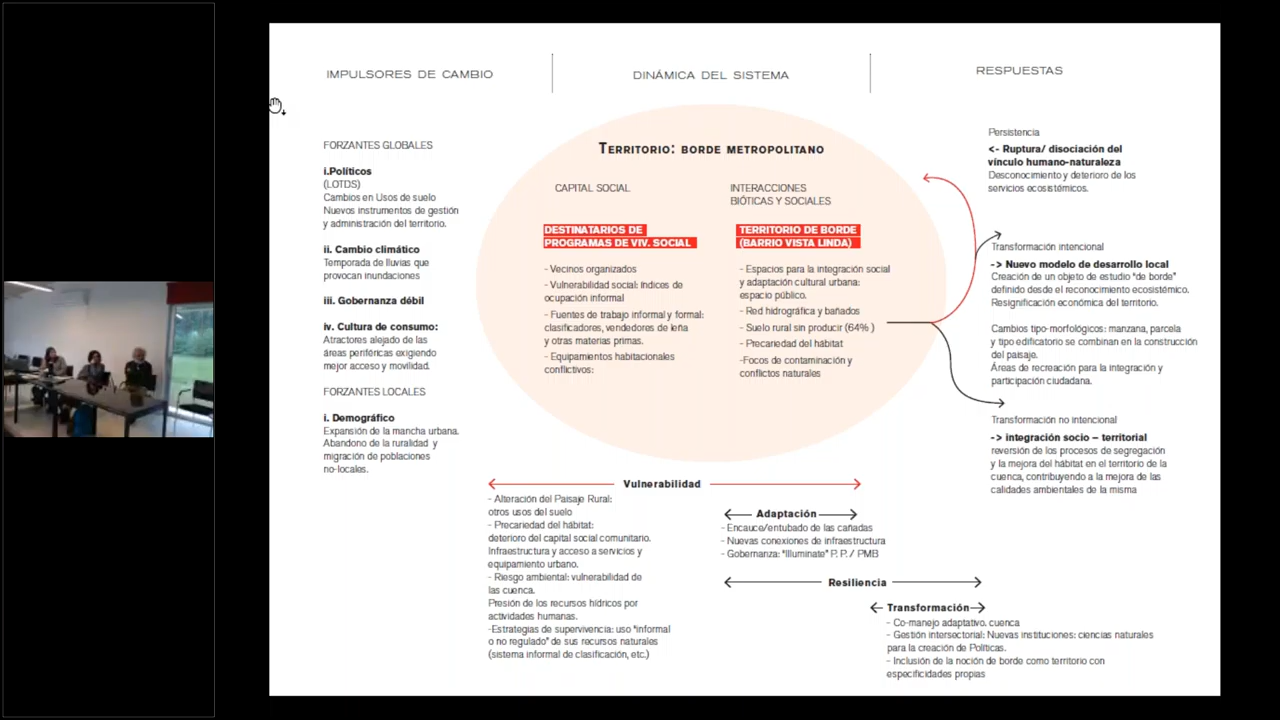 IMPULSORES DE CAMBIO
DINÁMICA DEL SISTEMA
RESPUESTAS
FORZANTES GLOBALES
i.Políticos
(LOTDS)
Cambios en Usos de suelo
Nuevos instrumentos de gestión
y administración del territorio.
ii. Cambio climático
Temporada de lluvias que
provocan inundaciones
iii. Gobernanza débil
iv. Cultura de consumo:
Atractores alejado de las
áreas periféricas exigiendo
mejor acceso y movilidad.
FORZANTES LOCALES
i. Demográfico
Expansión de la mancha urbana.
Abandono de la ruralidad y
migración de poblaciones
no-locales.
TERRITORIO: BORDE METROPOLITANO
CAPITAL SOCIAL
DESTINATARIOS DE
PROGRAMAS DE VIV. SOCIAL
- Vecinos organizados
- Vulnerabilidad social: índices de
ocupación informal
- Fuentes de trabajo informal y formal:
clasificadores, vendedores de leña
y otras materias primas.
- Equipamientos habitacionales
conflictivos:
INTERACCIONES
BIÓTICAS Y SOCIALES
TERRITORIO DE BORDE
(BARRIO VISTA LINDA)
- Espacios para la integración social
y adaptación cultural urbana:
espacio público.
- Red hidrográfica y bañados
- Suelo rural sin producir (64% )
- Precariedad del hábitat
-Focos de contaminación y
conflictos naturales
Persistencia
<- Ruptura/ disociación del
vínculo humano-naturaleza
Desconocimiento y deterioro de los
servicios ecosistémicos.
Transformación intencional
-> Nuevo modelo de desarrollo local
Creación de un objeto de estudio "de borde"
definido desde el reconocimiento ecosistémico.
Resignificación económica del territorio.
Cambios tipo-morfológicos: manzana, parcela
y tipo edificatorio se combinan en la construcción
del paisaje.
Áreas de recreación para la integración y
participación ciudadana.
Transformación no intencional
-> integración socio – territorial
reversión de los procesos de segregación
y la mejora del hábitat en el territorio de la
cuenca, contribuyendo a la mejora de las
calidades ambientales de la misma
Vulnerabilidad
- Alteración del Paisaje Rural:
otros usos del suelo
- Precariedad del hábitat:
deterioro del capital social comunitario.
Infraestructura y acceso a servicios y
equipamiento urbano.
- Riesgo ambiental: vulnerabilidad de
las cuenca.
Presión de los recursos hídricos por
actividades humanas.
-Estrategias de supervivencia: uso "informal
o no regulado" de sus recursos naturales
(sistema informal de clasificación, etc.)
Adaptación
- Encauce/entubado de las cañadas
- Nuevas conexiones de infraestructura
- Gobernanza: "Illuminate" P. P. / PMB
Resiliencia
Transformación
- Co-manejo adaptativo. cuenca
- Gestión intersectorial: Nuevas instituciones: ciencias naturales
para la creación de Políticas.
- Inclusión de la noción de borde como territorio con
especificidades propias